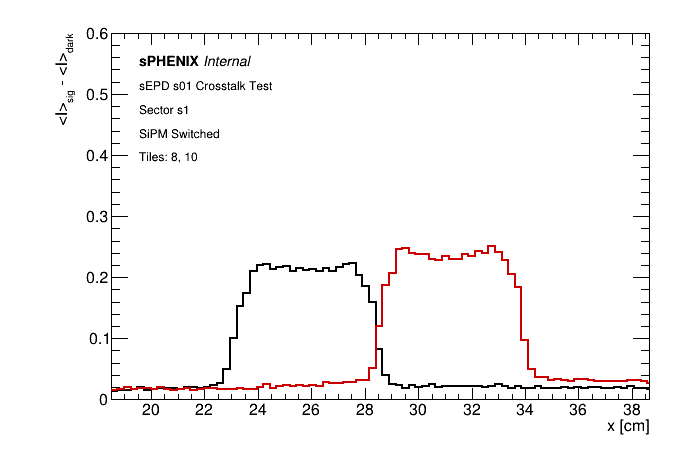 0.6
0.5
0.4
0.3
0.2
0.1
0
<I>sig - <I>dark
sPHENIX Internal
sEPD s01 Crosstalk Test
Sector s1
SiPM Switched
Tiles: 8, 10
20 22 24 26 28 30 32 34 36 38
x [cm]